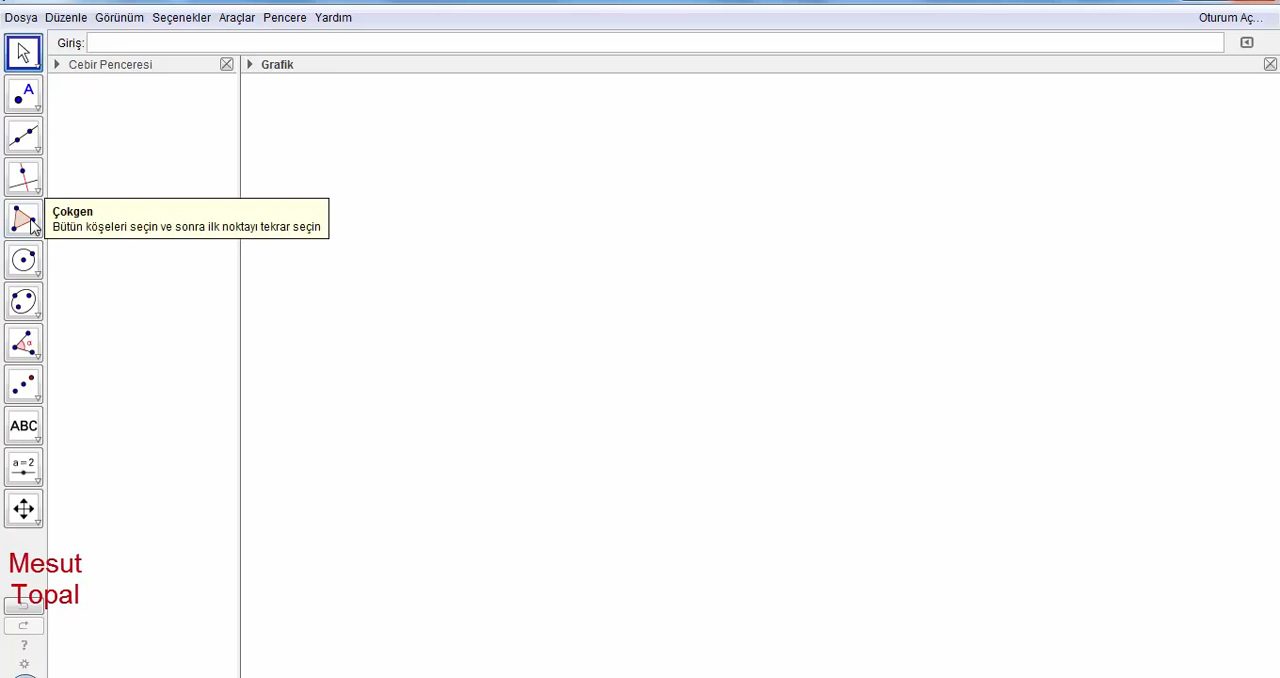 Dosya Düzenle Görünüm Seçenekler Araçlar Pencere Yardım Oturum Aç...
Giriş:
Cebir Penceresi Grafik
A
Çokgen
Bütün köşeleri seçin ve sonra ilk noktayı tekrar seçin
α
ABC
a=2
Mesut
Topal
?